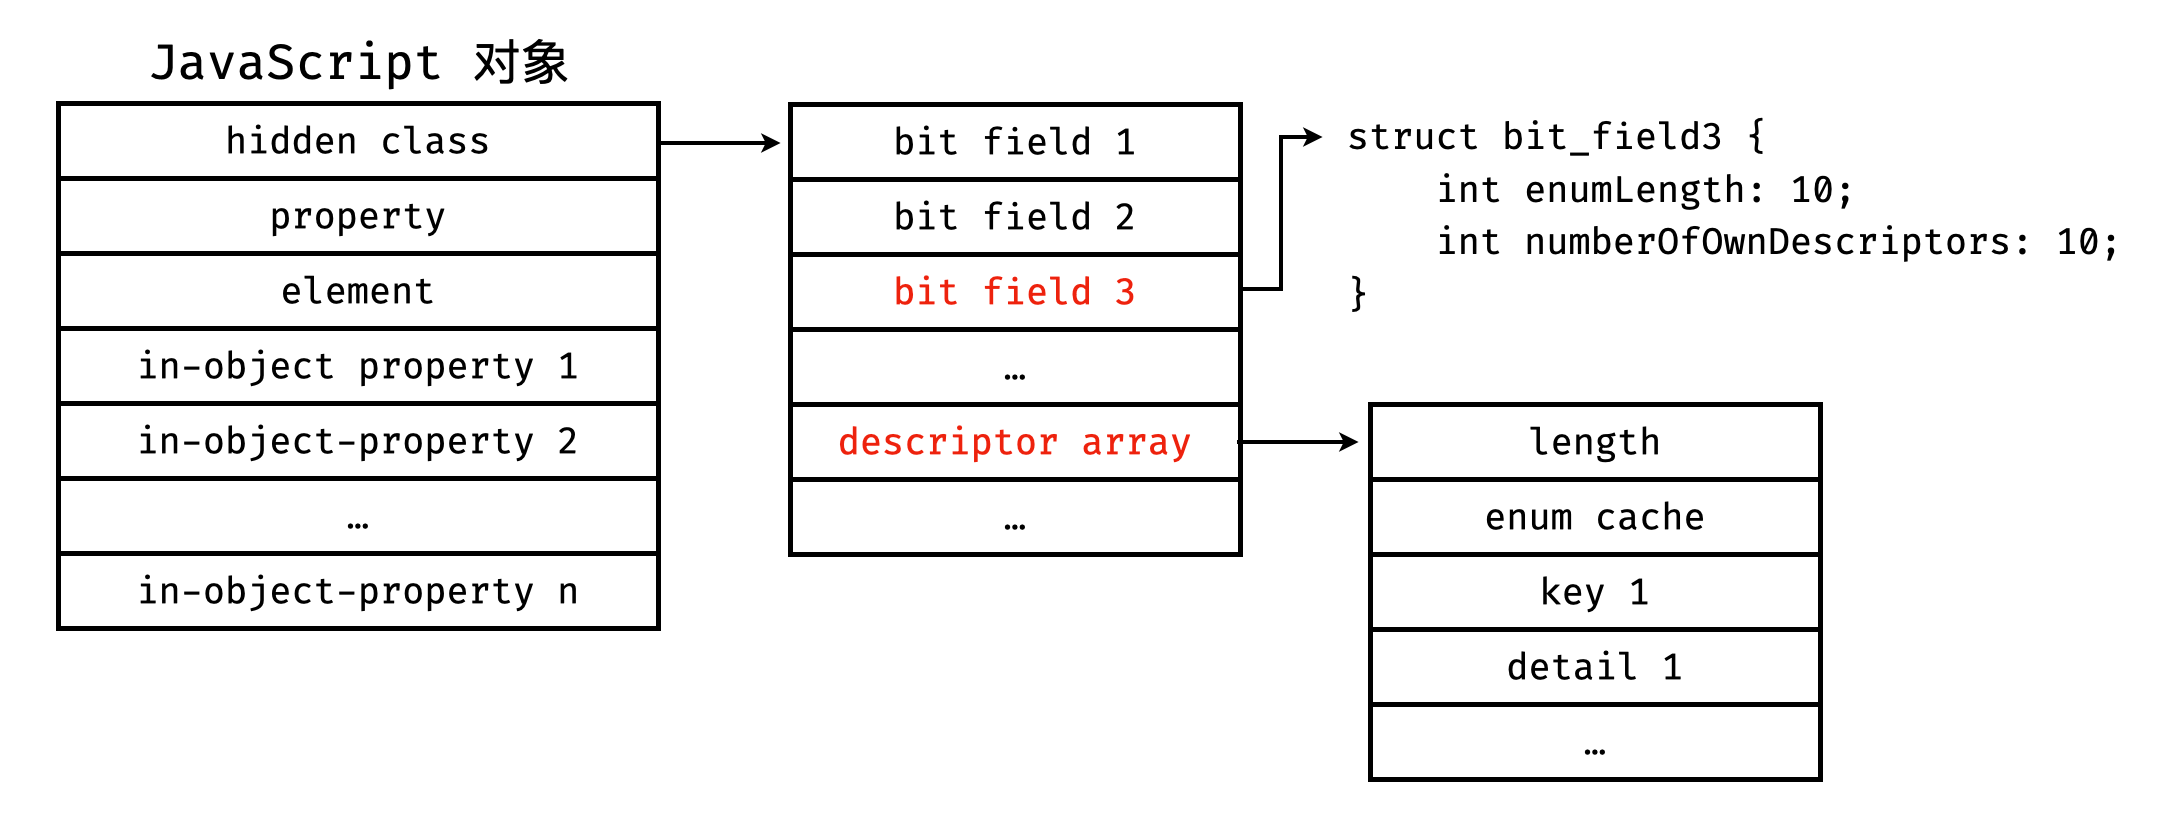 JavaScript 对象
hidden class
property
element
in-object property 1
in-object-property 2
…
in-object-property n
bit field 1
bit field 2
bit field 3
…
descriptor array
…
struct bit_field3 {
    int enumLength: 10;
    int numberOfOwnDescriptors: 10;
}
length
enum cache
key 1
detail 1
…